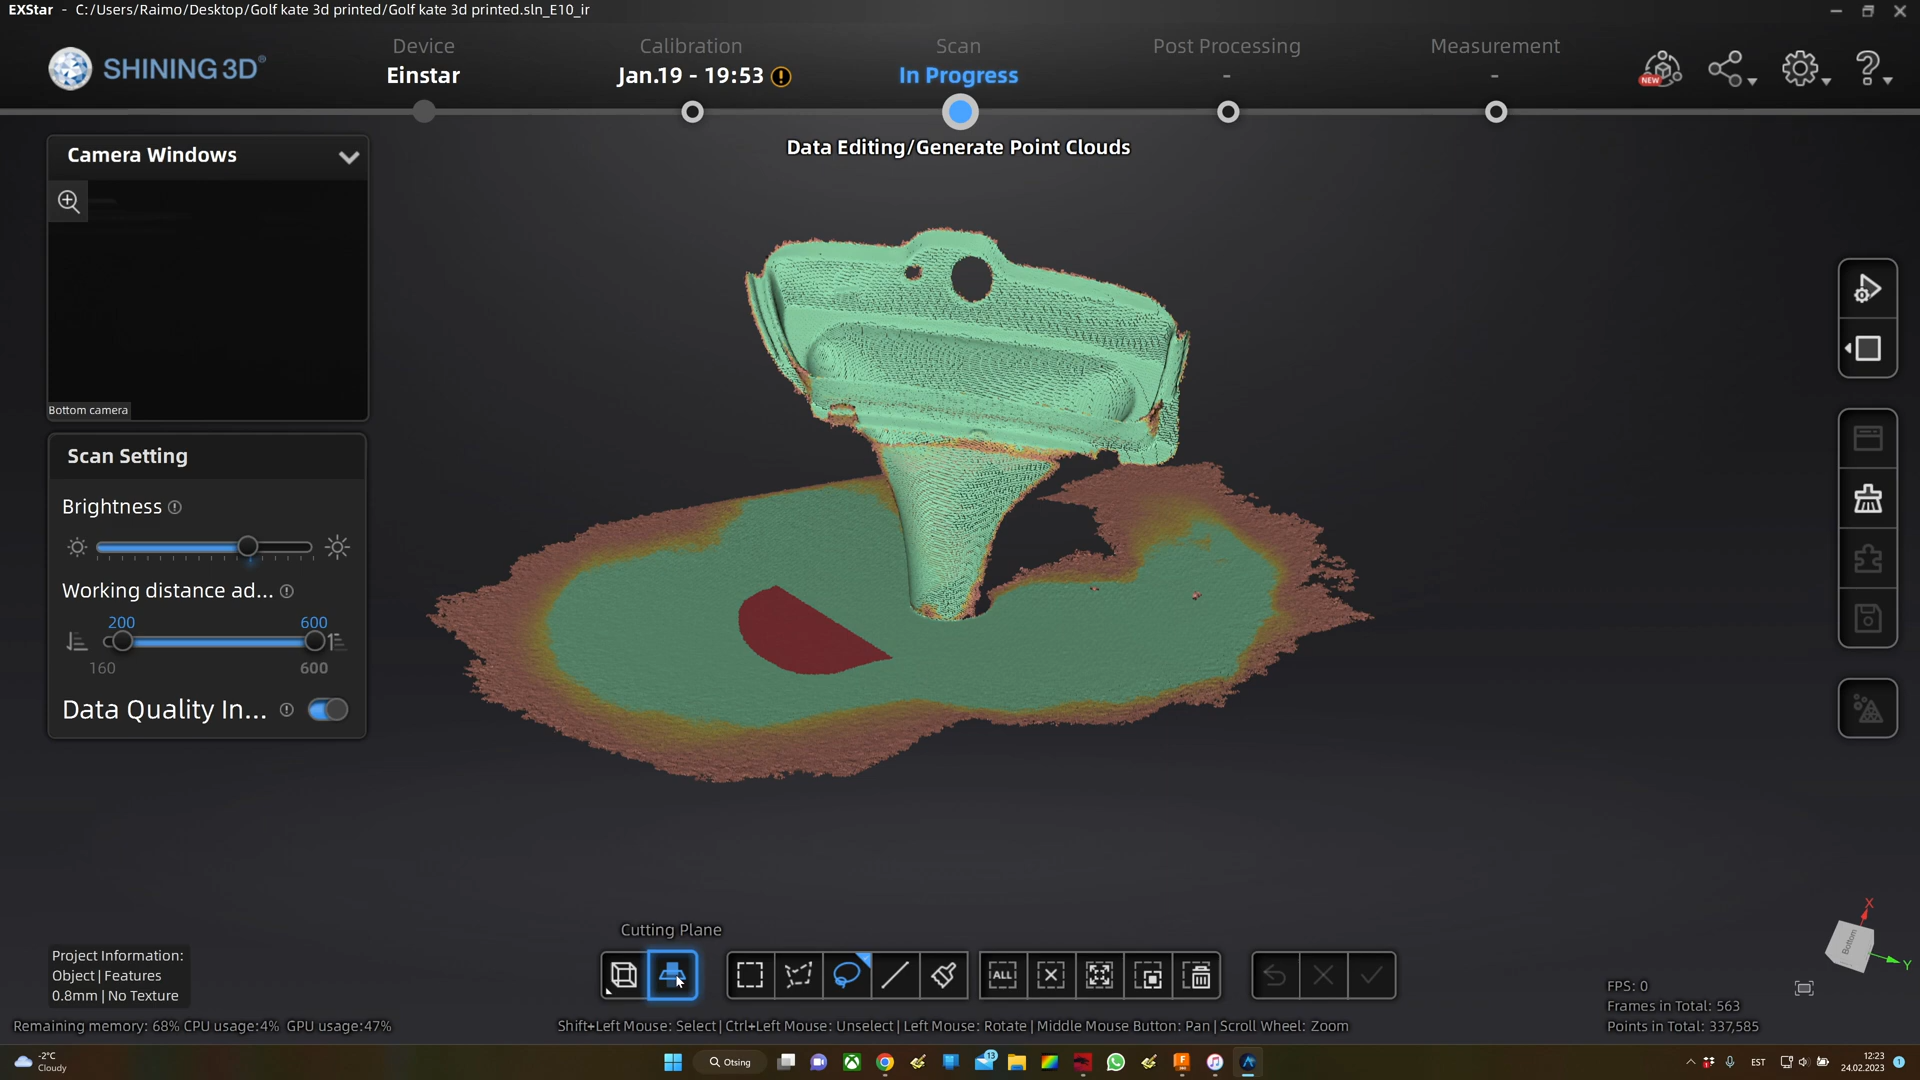 EXStar - C:/Users/Raimo/Desktop/Golf kate 3d printed/Golf kate 3d printed.sln_E10_ir
SHINING 3D®
Device
Einstar
Calibration
Jan.19 - 19:53
Scan
In Progress
Post Processing
-
Measurement
-
NEW
Data Editing/Generate Point Clouds
Camera Windows
Bottom camera
Scan Setting
Brightness
Working distance ad...
200 600
160 600
Data Quality In...
Cutting Plane
ALL
Project Information:
Object | Features
0.8mm | No Texture
Remaining memory: 68% CPU usage:4% GPU usage:47%
Shift+Left Mouse: Select | Ctrl+Left Mouse: Unselect | Left Mouse: Rotate | Middle Mouse Button: Pan | Scroll Wheel: Zoom
X
Bottom
Y
FPS: 0
Frames in Total: 563
Points in Total: 337,585
-2°C
Cloudy
Otsing
13
EST
12:23
24.02.2023
1